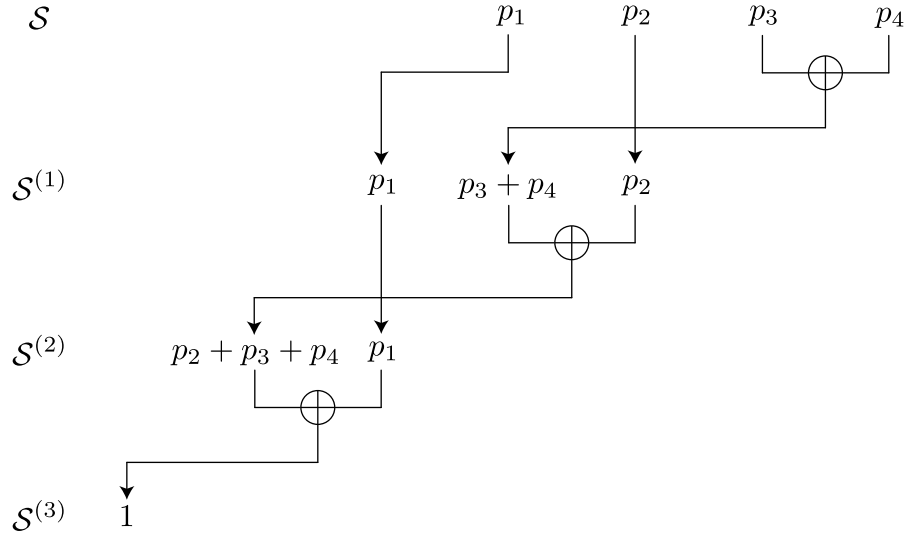 𝒮 p₁ p₂ p₃ p₄
𝒮⁽¹⁾ p₁ p₃ + p₄ p₂
𝒮⁽²⁾ p₂ + p₃ + p₄ p₁
𝒮⁽³⁾ 1